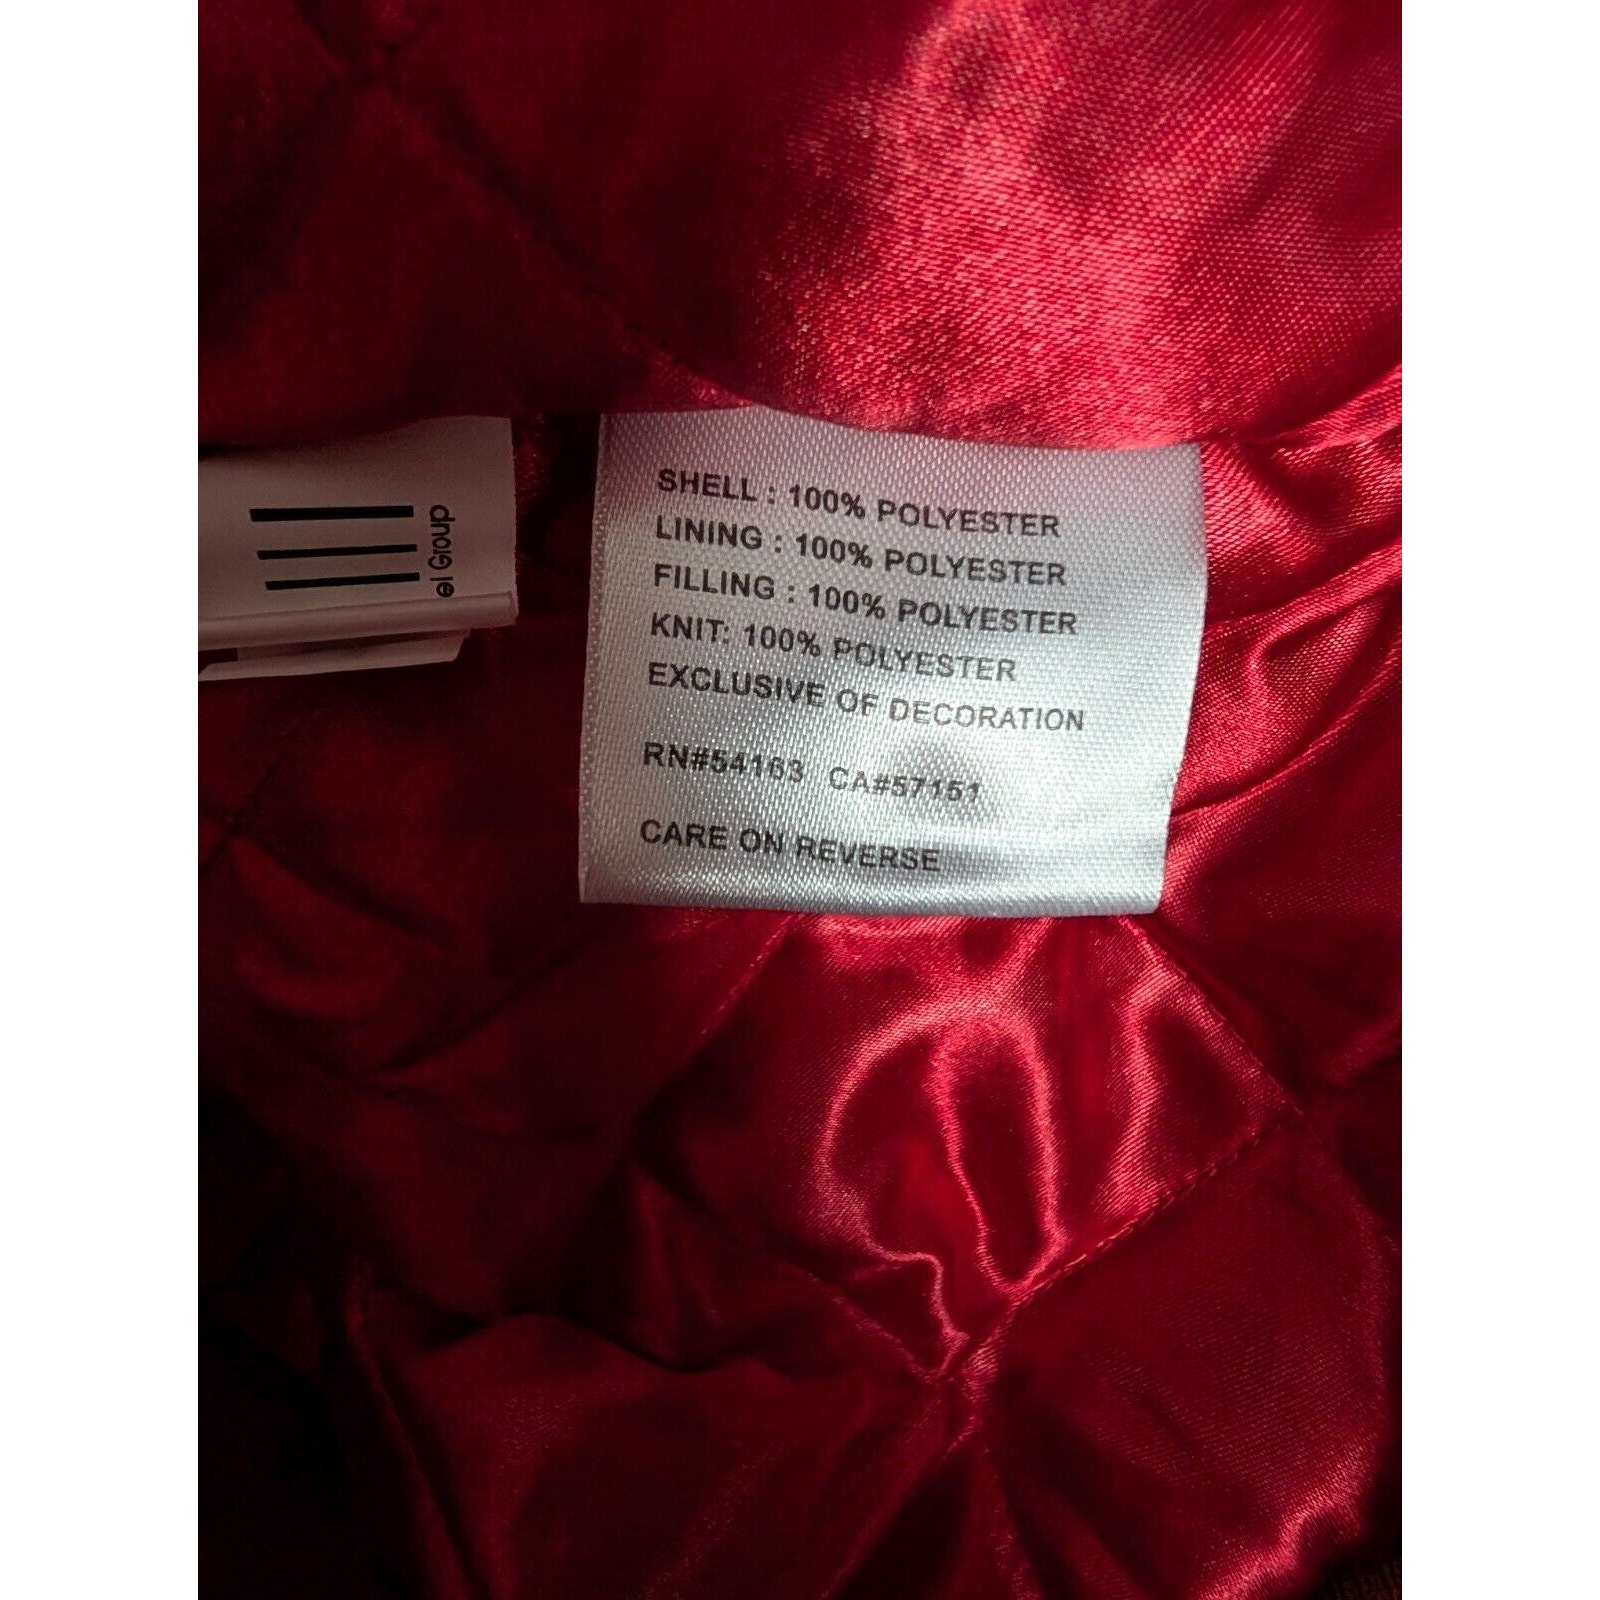 SHELL : 100% POLYESTER
LINING : 100% POLYESTER
FILLING : 100% POLYESTER
KNIT: 100% POLYESTER
EXCLUSIVE OF DECORATION
RN#54163 CA#57151
CARE ON REVERSE
el Group